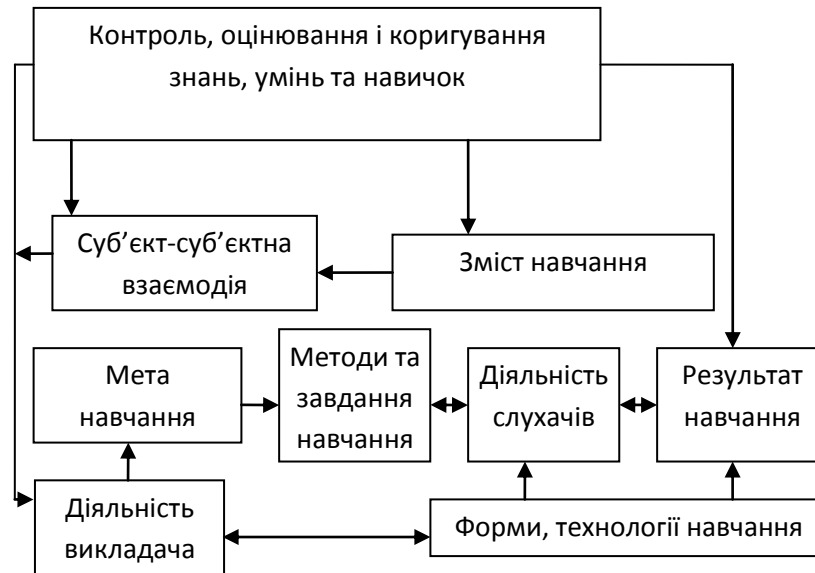 Контроль, оцінювання і коригування
знань, умінь та навичок
Суб’єкт-суб’єктна
взаємодія
Зміст навчання
Мета
навчання
Методи та
завдання
навчання
Діяльність
слухачів
Результат
навчання
Діяльність
викладача
Форми, технології навчання